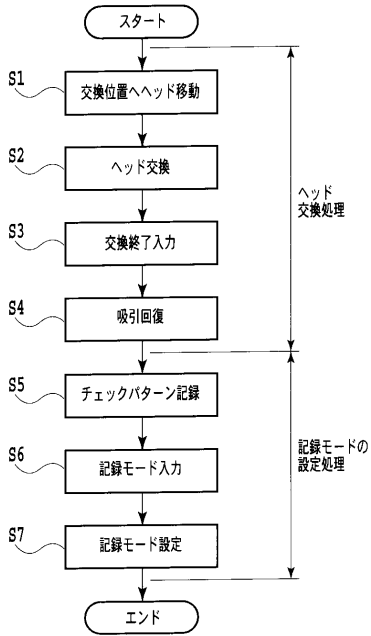 スタート
S1
交換位置へヘッド移動
S2
ヘッド交換
S3
交換終了入力
S4
吸引回復
ヘッド
交換処理
S5
チェックパターン記録
S6
記録モード入力
S7
記録モード設定
記録モードの
設定処理
エンド